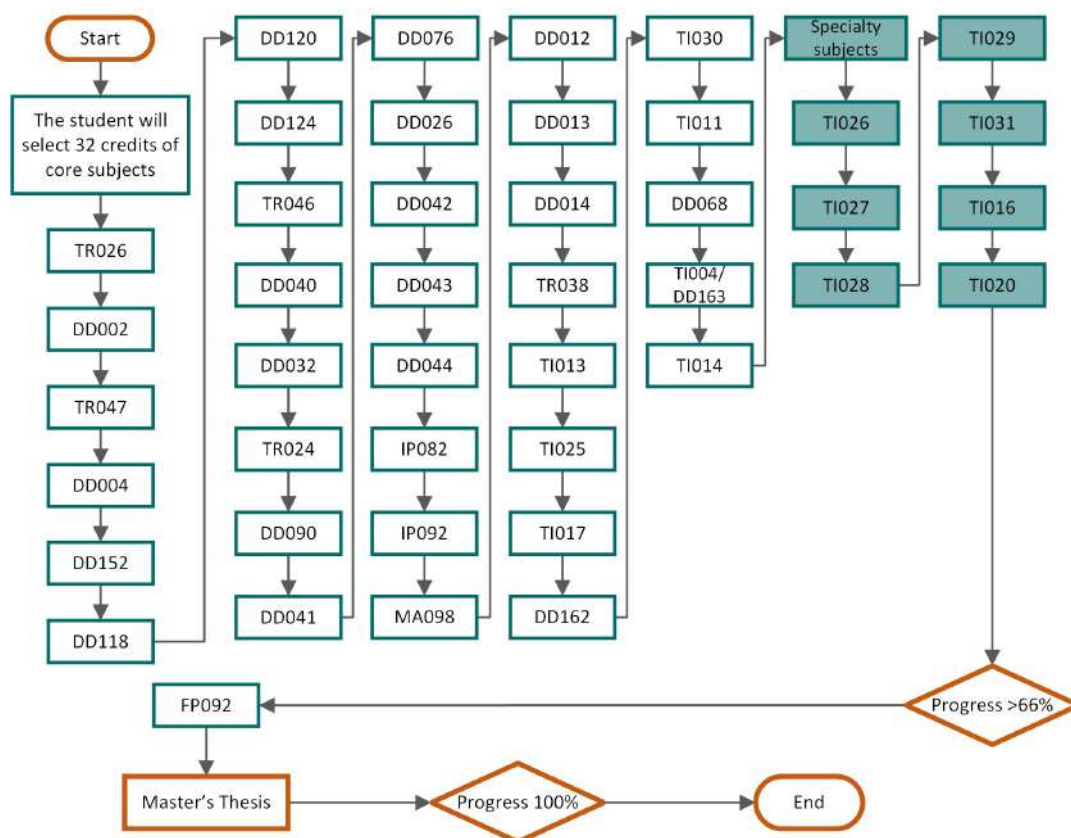 Start
The student will
select 32 credits of
core subjects
TR026
DD002
TR047
DD004
DD152
DD118
DD120
DD124
TR046
DD040
DD032
TR024
DD090
DD041
DD076
DD026
DD042
DD043
DD044
IP082
IP092
MA098
DD012
DD013
DD014
TR038
TI013
TI025
TI017
DD162
TI030
TI011
DD068
TI004/
DD163
TI014
Specialty
subjects
TI026
TI027
TI028
TI029
TI031
TI016
TI020
Progress >66%
FP092
Master's Thesis
Progress 100%
End